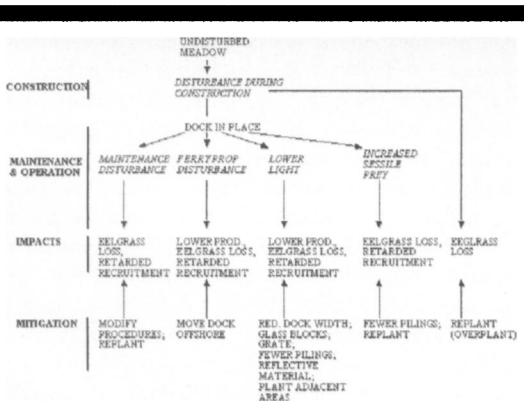 UNDISTURBED
MEADOW
CONSTRUCTION
DISTURBANCE DURING
CONSTRUCTION
DOCK IN PLACE
MAINTENANCE
& OPERATION
MAINTENANCE
DISTURBANCE
FERRY PROP
DISTURBANCE
LOWER
LIGHT
INCREASED
SESSILE
PREY
IMPACTS
EELGRASS
LOSS,
RETARDED
RECRUITMENT
LOWER PROD.,
EELGRASS LOSS,
RETARDED
RECRUITMENT
LOWER PROD.,
EELGRASS LOSS,
RETARDED
RECRUITMENT
EELGRASS LOSS,
RETARDED
RECRUITMENT
EEGLRASS
LOSS
MITIGATION
MODIFY
PROCEDURES;
REPLANT
MOVE DOCK
OFFSHORE
RED. DOCK WIDTH;
GLASS BLOCKS,
GRATE,
FEWER PILINGS,
REFLECTIVE
MATERIAL;
PLANT ADJACENT
AREAS
FEWER PILINGS;
REPLANT
REPLANT
(OVERPLANT)